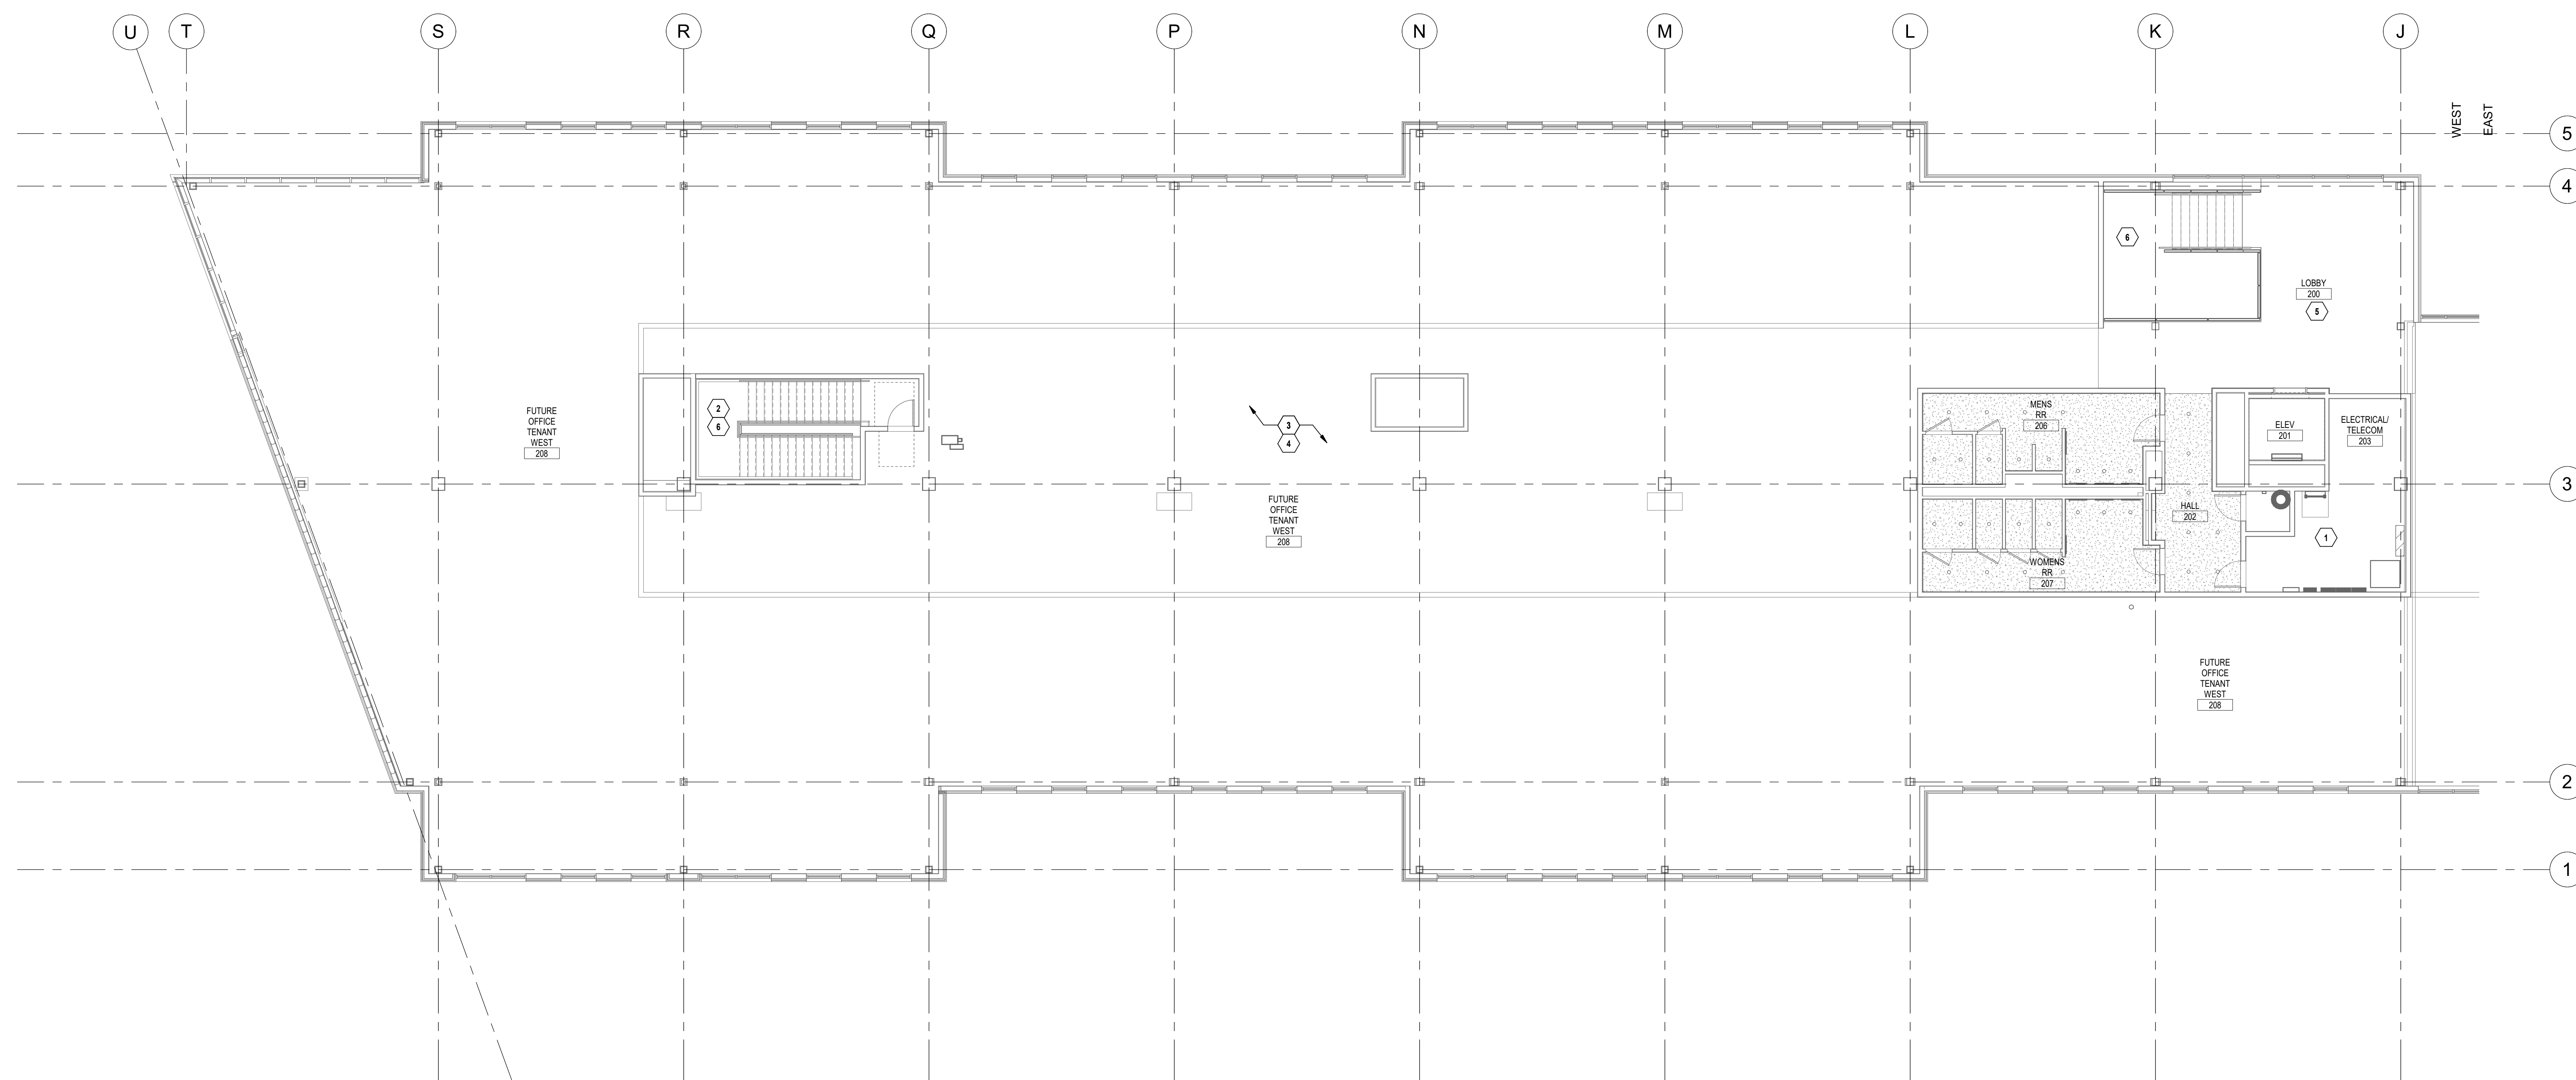 U
T
S
R
Q
P
N
M
L
K
J
WEST
EAST
5
4
6
LOBBY
200
5
2
6
FUTURE
OFFICE
TENANT
WEST
208
3
4
MENS
RR
206
ELEV
201
ELECTRICAL/
TELECOM
203
3
FUTURE
OFFICE
TENANT
WEST
208
HALL
202
1
WOMENS
RR
207
FUTURE
OFFICE
TENANT
WEST
208
2
1